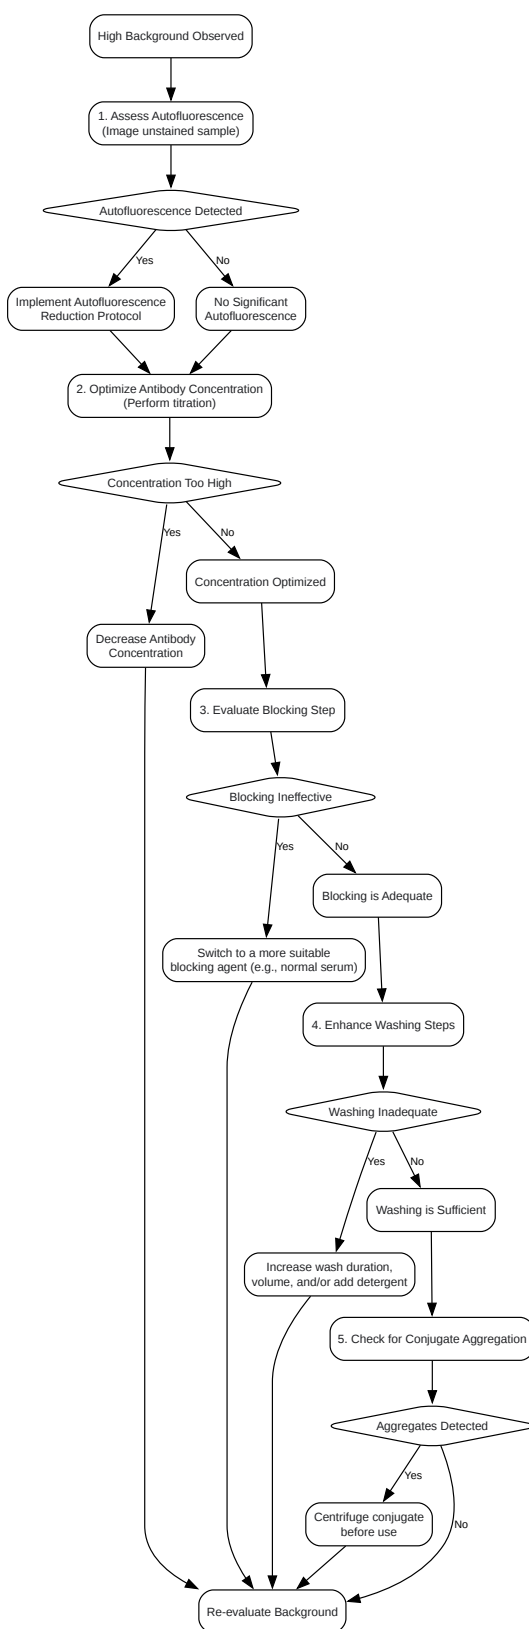 High Background Observed
1. Assess Autofluorescence
(Image unstained sample)
Autofluorescence Detected
Yes
No
Implement Autofluorescence
Reduction Protocol
No Significant
Autofluorescence
2. Optimize Antibody Concentration
(Perform titration)
Concentration Too High
Yes
No
Concentration Optimized
Decrease Antibody
Concentration
3. Evaluate Blocking Step
Blocking Ineffective
Yes
No
Blocking is Adequate
Switch to a more suitable
blocking agent (e.g., normal serum)
4. Enhance Washing Steps
Washing Inadequate
Yes
No
Washing is Sufficient
Increase wash duration,
volume, and/or add detergent
5. Check for Conjugate Aggregation
Aggregates Detected
Yes
No
Centrifuge conjugate
before use
Re-evaluate Background